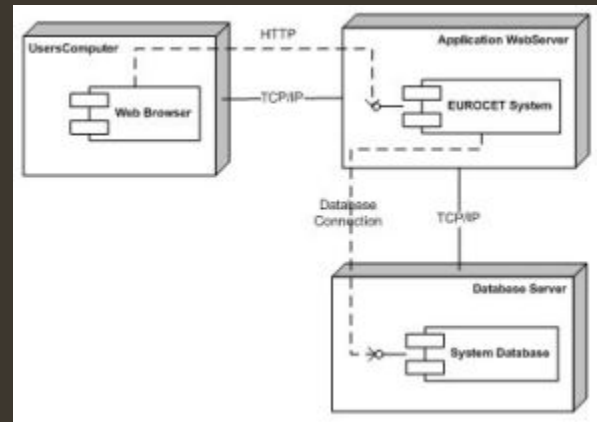 HTTP
UsersComputer
Application WebServer
Web Browser
TCP/IP
EUROCET System
Database
Connection
TCP/IP
Database Server
System Database